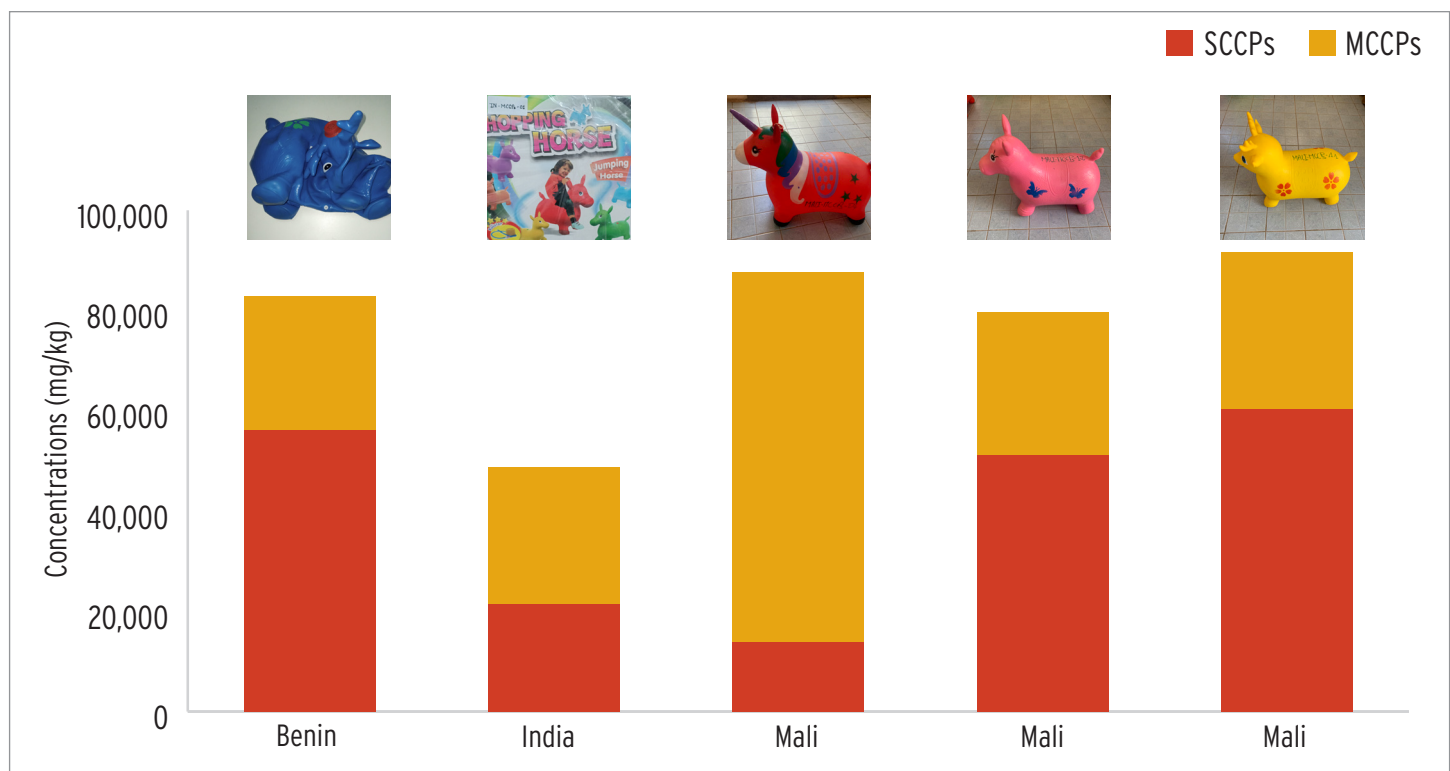 SCCPs MCCPs
HOPPING
HORSE
Jumping
Horse
100,000
80,000
60,000
40,000
20,000
0
Concentrations (mg/kg)
Benin India Mali Mali Mali